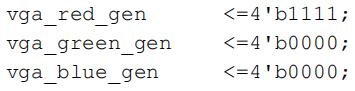 vga_red_gen <=4'b1111;
vga_green_gen <=4'b0000;
vga_blue_gen <=4'b0000;